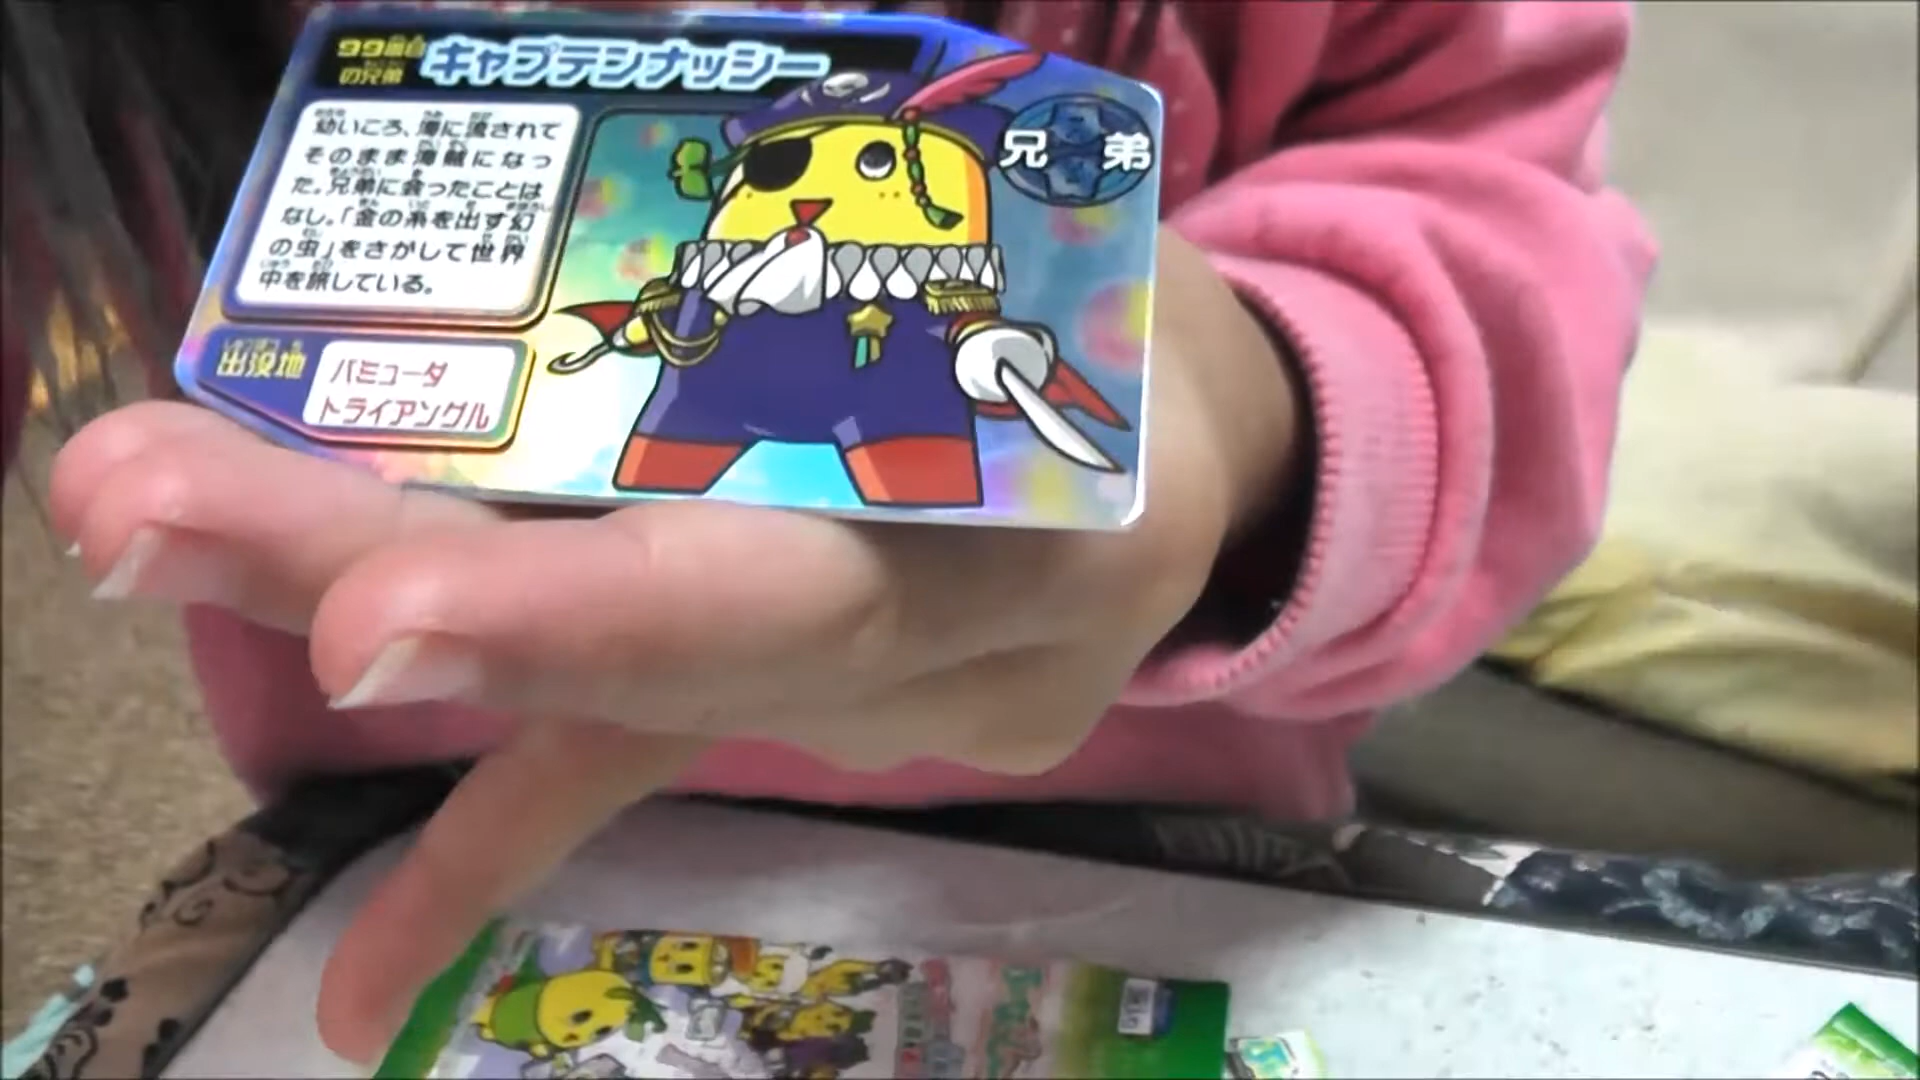 99番目
の兄弟
キャプテンナッシー
兄 弟
幼いころ、海に流されて
そのまま海賊になっ
た。兄弟に会ったことは
なし。「金の糸を出す幻
の虫」をさがして世界
中を旅している。
出没地
バミューダ
トライアングル